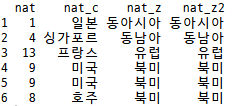 nat nat_c nat_z nat_z2
1 1 일본 동아시아 동아시아
2 4 싱가포르 동남아 동남아
3 13 프랑스 유럽 유럽
4 9 미국 북미 북미
5 9 미국 북미 북미
6 8 호주 북미 북미